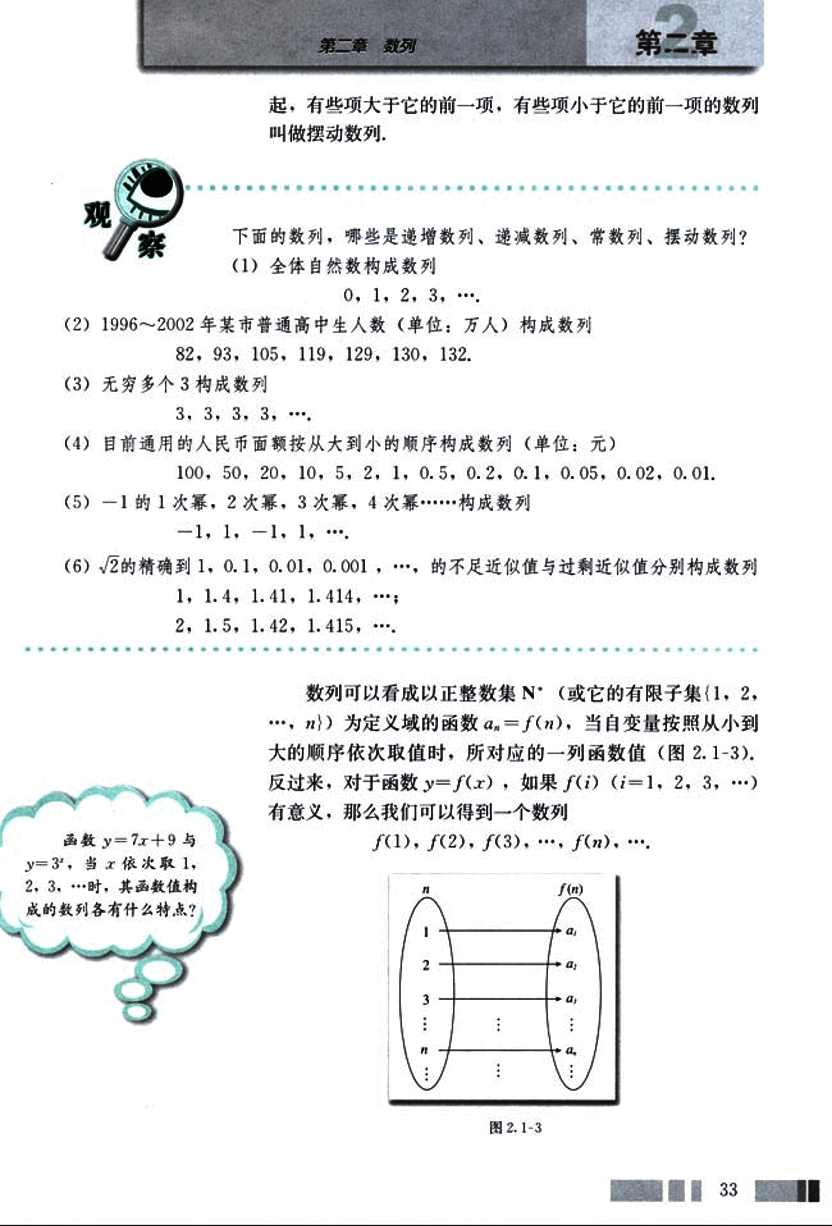 第二章 数列
第二章
起，有些项大于它的前一项，有些项小于它的前一项的数列
叫做摆动数列.
观察
下面的数列，哪些是递增数列、递减数列、常数列、摆动数列？
（1）全体自然数构成数列
0，1，2，3，….
（2）1996～2002 年某市普通高中生人数（单位：万人）构成数列
82，93，105，119，129，130，132.
（3）无穷多个 3 构成数列
3，3，3，3，….
（4）目前通用的人民币面额按从大到小的顺序构成数列（单位：元）
100，50，20，10，5，2，1，0.5，0.2，0.1，0.05，0.02，0.01.
（5）－1 的 1 次幂，2 次幂，3 次幂，4 次幂……构成数列
－1，1，－1，1，….
（6）√2的精确到 1，0.1，0.01，0.001 ，…，的不足近似值与过剩近似值分别构成数列
1，1.4，1.41，1.414，…；
2，1.5，1.42，1.415，….
数列可以看成以正整数集 N*（或它的有限子集{1，2，
…，n}）为定义域的函数 aₙ＝f(n)，当自变量按照从小到
大的顺序依次取值时，所对应的一列函数值（图 2.1-3）.
反过来，对于函数 y＝f(x)，如果 f(i)（i＝1，2，3，…）
有意义，那么我们可以得到一个数列
f(1)，f(2)，f(3)，…，f(n)，….
函数 y＝7x＋9 与
y＝3ˣ，当 x 依次取 1，
2，3，…时，其函数值构
成的数列各有什么特点？
n f(n)
1 a₁
2 a₂
3 a₃
⋮ ⋮ ⋮
n aₙ
⋮ ⋮ ⋮
图 2.1-3
33